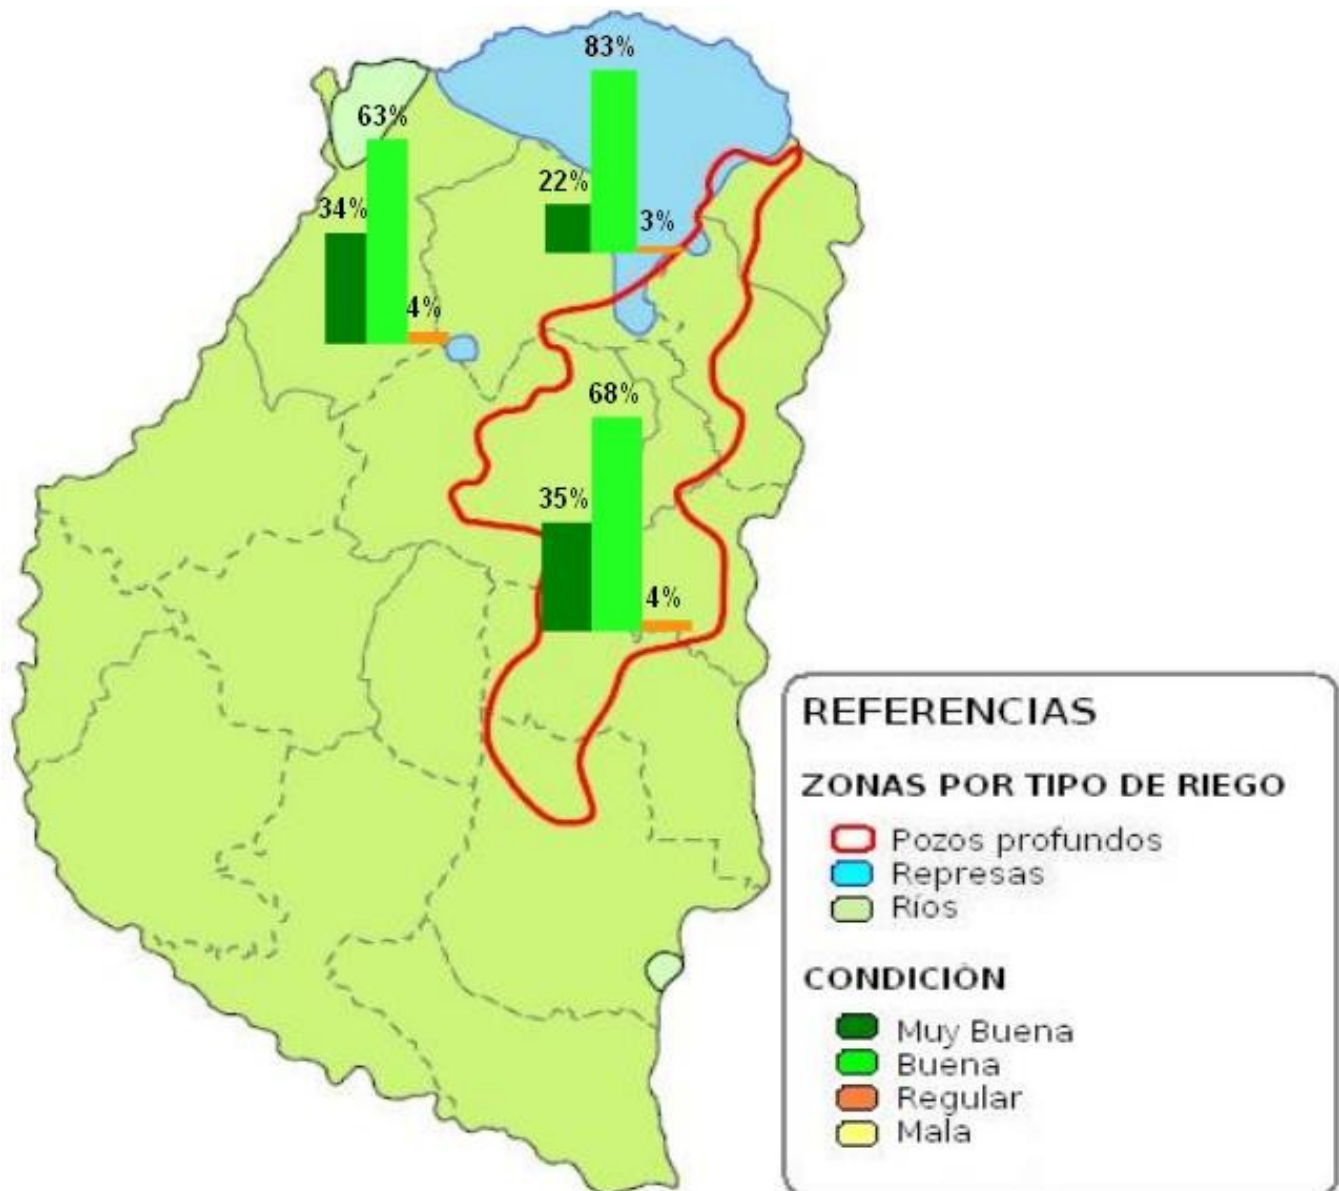 83%
63%
22%
34%
3%
4%
68%
35%
4%
REFERENCIAS
ZONAS POR TIPO DE RIEGO
Pozos profundos
Represas
Ríos
CONDICIÒN
Muy Buena
Buena
Regular
Mala